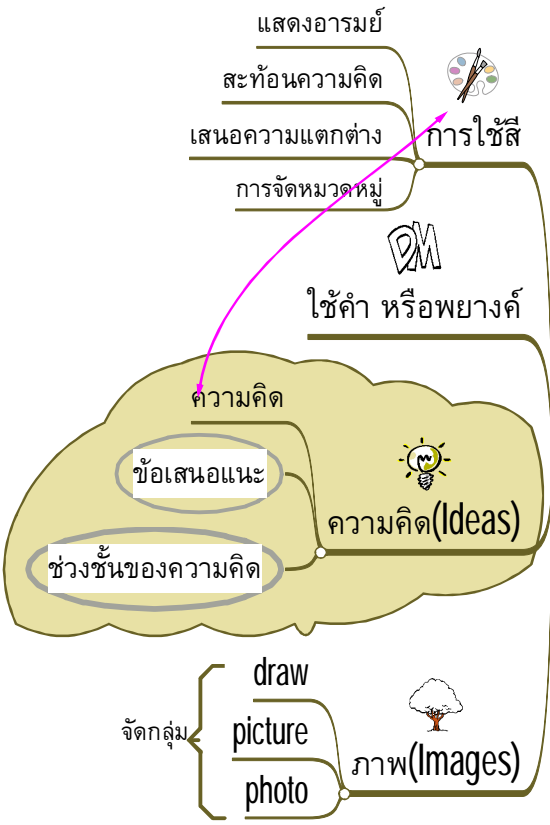 แสดงอารมย์
สะท้อนความคิด
เสนอความแตกต่าง
การจัดหมวดหมู่
การใช้สี
DM
ใช้คำ หรือพยางค์
ความคิด
ข้อเสนอแนะ
ช่วงชั้นของความคิด
ความคิด(Ideas)
draw
picture
photo
จัดกลุ่ม
ภาพ(Images)